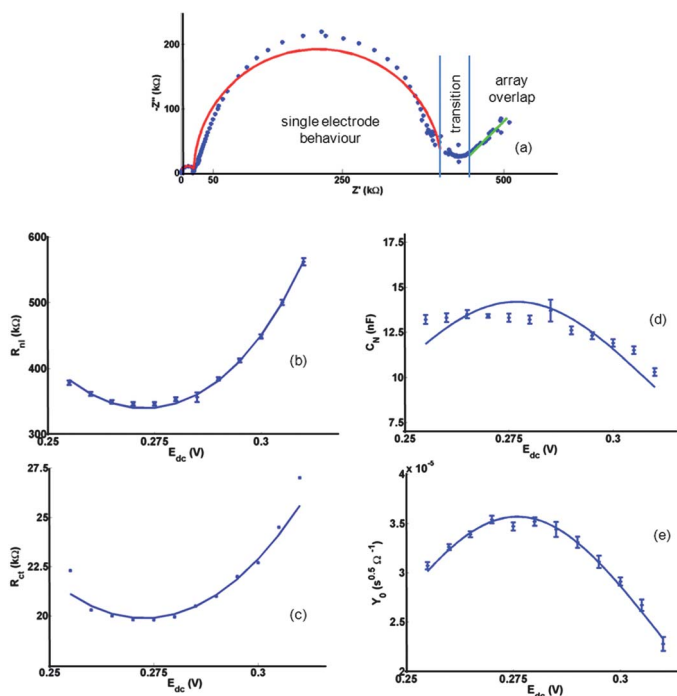 200
100
0
-Z" (kΩ)
single electrode
behaviour
transition
array
overlap
(a)
0
50
250
500
Z' (kΩ)
600
500
400
300
R_nl (kΩ)
(b)
0.25
0.275
0.3
E_dc (V)
17.5
15
12.5
10
7.5
C_N (nF)
(d)
0.25
0.275
0.3
E_dc (V)
27.5
25
22.5
20
17.5
R_ct (kΩ)
(c)
0.25
0.275
0.3
E_dc (V)
4
x 10^-5
3.5
3
2.5
2
Y_0 (s^0.5 Ω^-1)
(e)
0.25
0.275
0.3
E_dc (V)